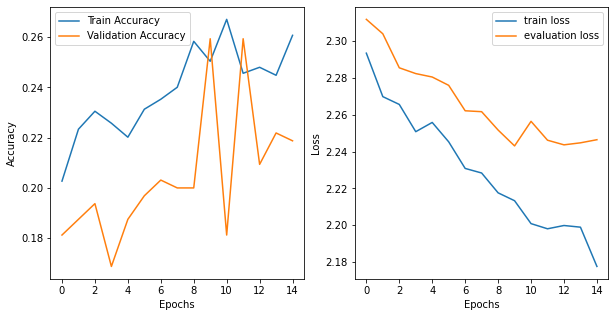 Train Accuracy
Validation Accuracy
0.26
0.24
0.22
0.20
0.18
Accuracy
0 2 4 6 8 10 12 14
Epochs
train loss
evaluation loss
2.30
2.28
2.26
2.24
2.22
2.20
2.18
Loss
0 2 4 6 8 10 12 14
Epochs